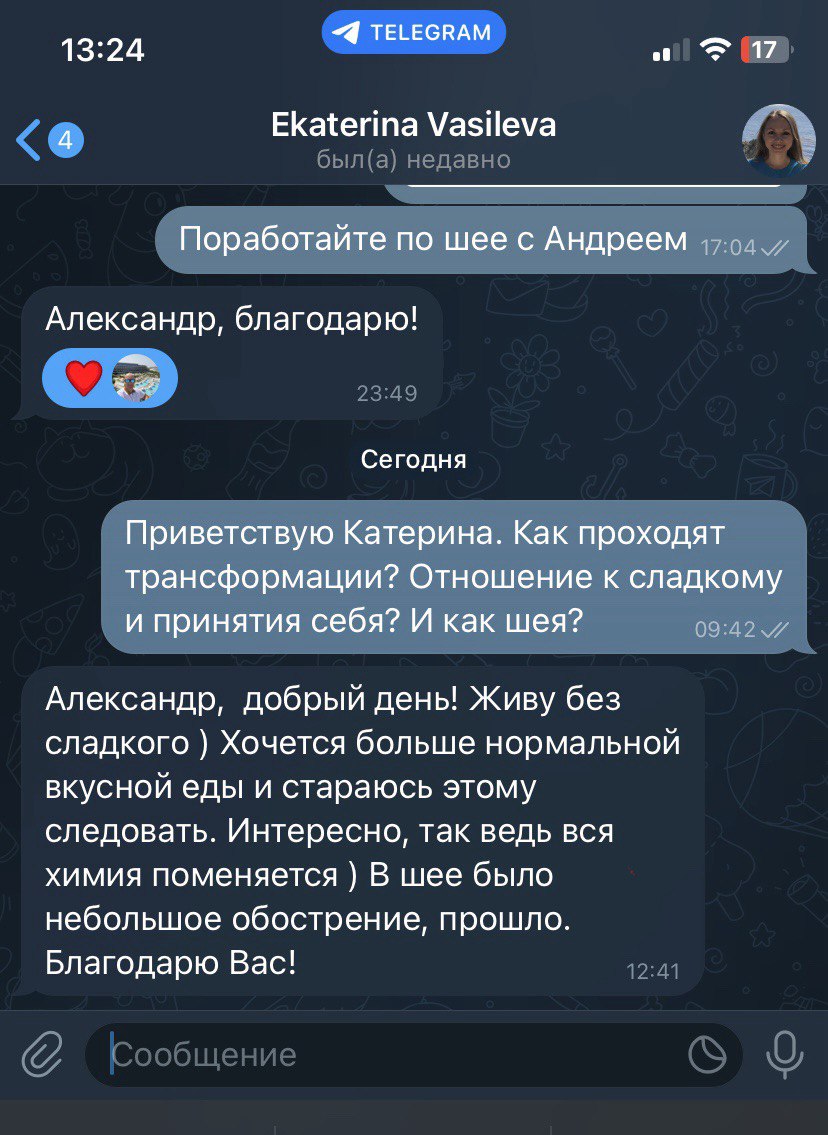 13:24
TELEGRAM
17
4
Ekaterina Vasileva
был(а) недавно
Поработайте по шее с Андреем 17:04
Александр, благодарю!
23:49
Сегодня
Приветствую Катерина. Как проходят
трансформации? Отношение к сладкому
и принятия себя? И как шея? 09:42
Александр,  добрый день! Живу без
сладкого ) Хочется больше нормальной
вкусной еды и стараюсь этому
следовать. Интересно, так ведь вся
химия поменяется ) В шее было
небольшое обострение, прошло.
Благодарю Вас! 12:41
Сообщение